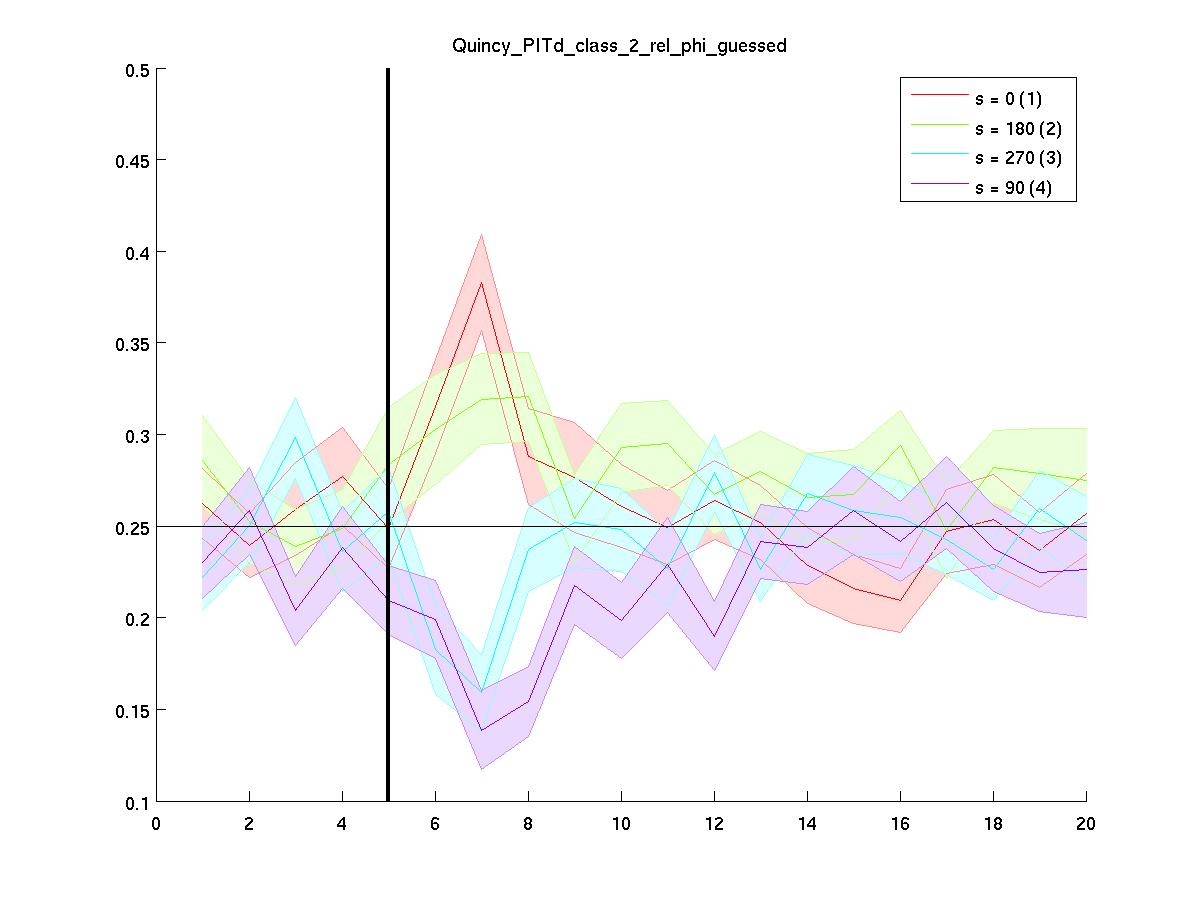 Quincy_PITd_class_2_rel_phi_guessed
s = 0 (1)
s = 180 (2)
s = 270 (3)
s = 90 (4)
0.5
0.45
0.4
0.35
0.3
0.25
0.2
0.15
0.1
0 2 4 6 8 10 12 14 16 18 20